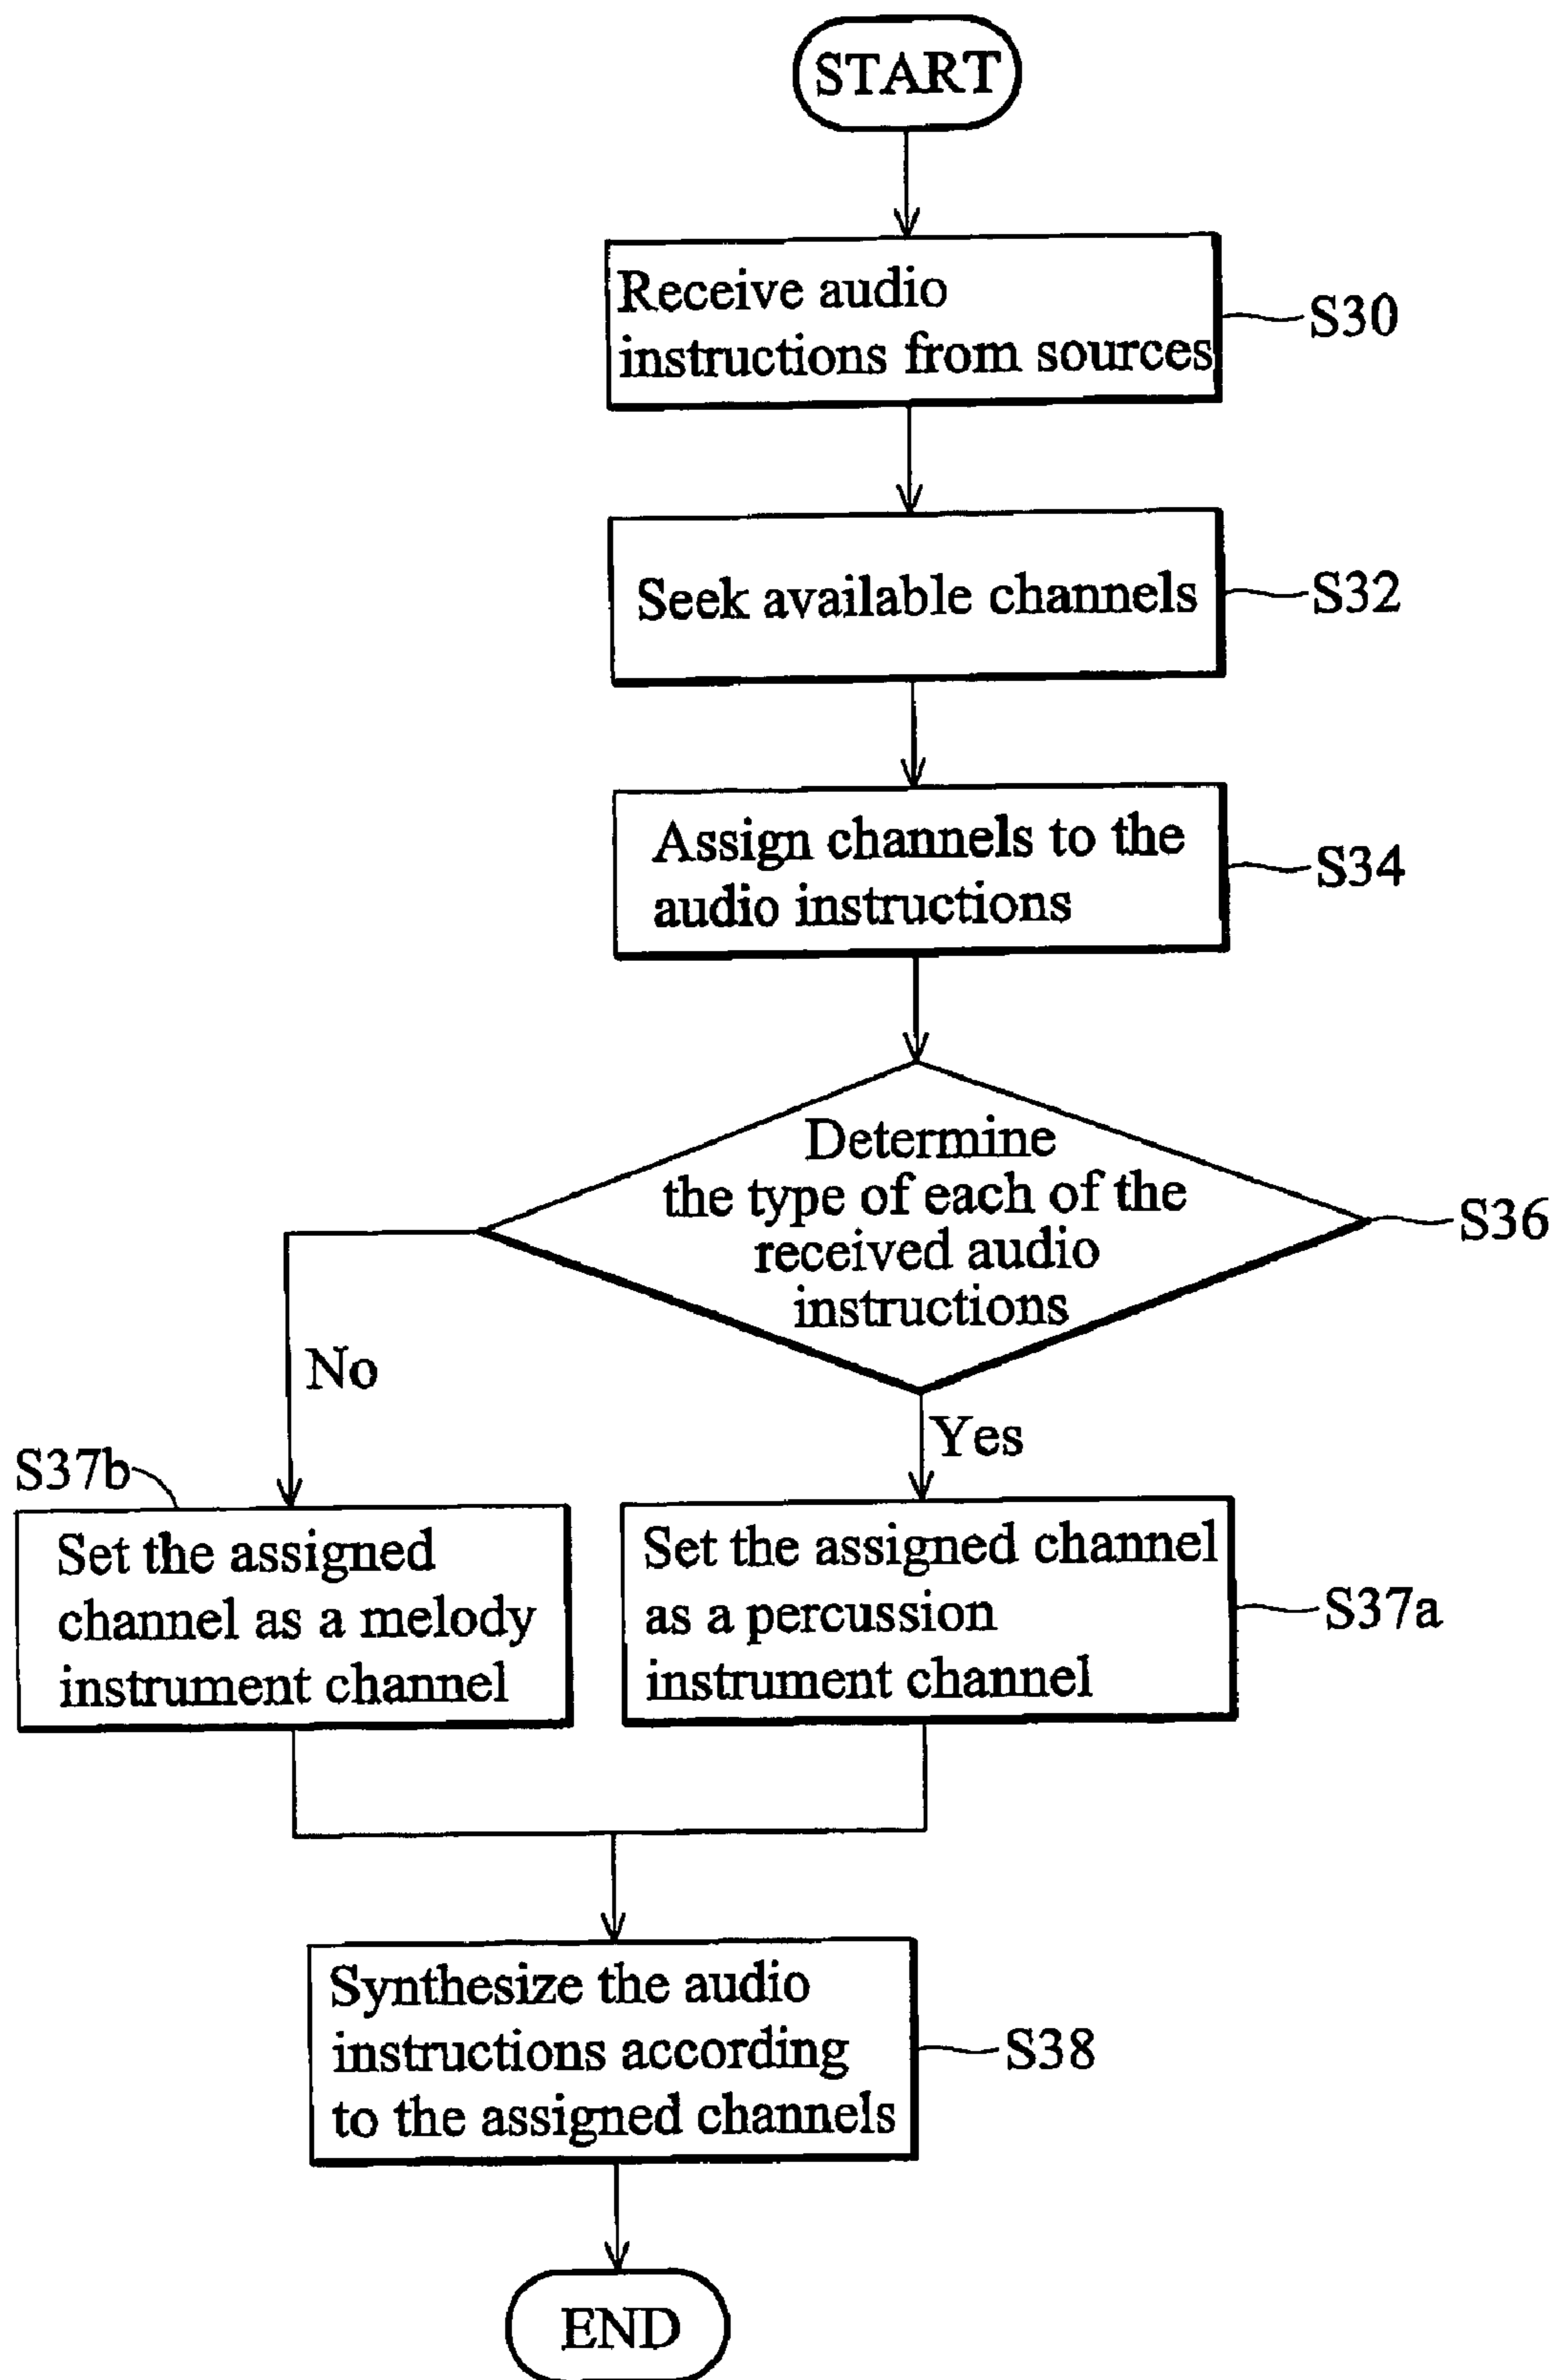 START
Receive audio
instructions from sources
S30
Seek available channels
S32
Assign channels to the
audio instructions
S34
Determine
the type of each of the
received audio
instructions
S36
No
Yes
S37b
Set the assigned
channel as a melody
instrument channel
Set the assigned channel
as a percussion
instrument channel
S37a
Synthesize the audio
instructions according
to the assigned channels
S38
END